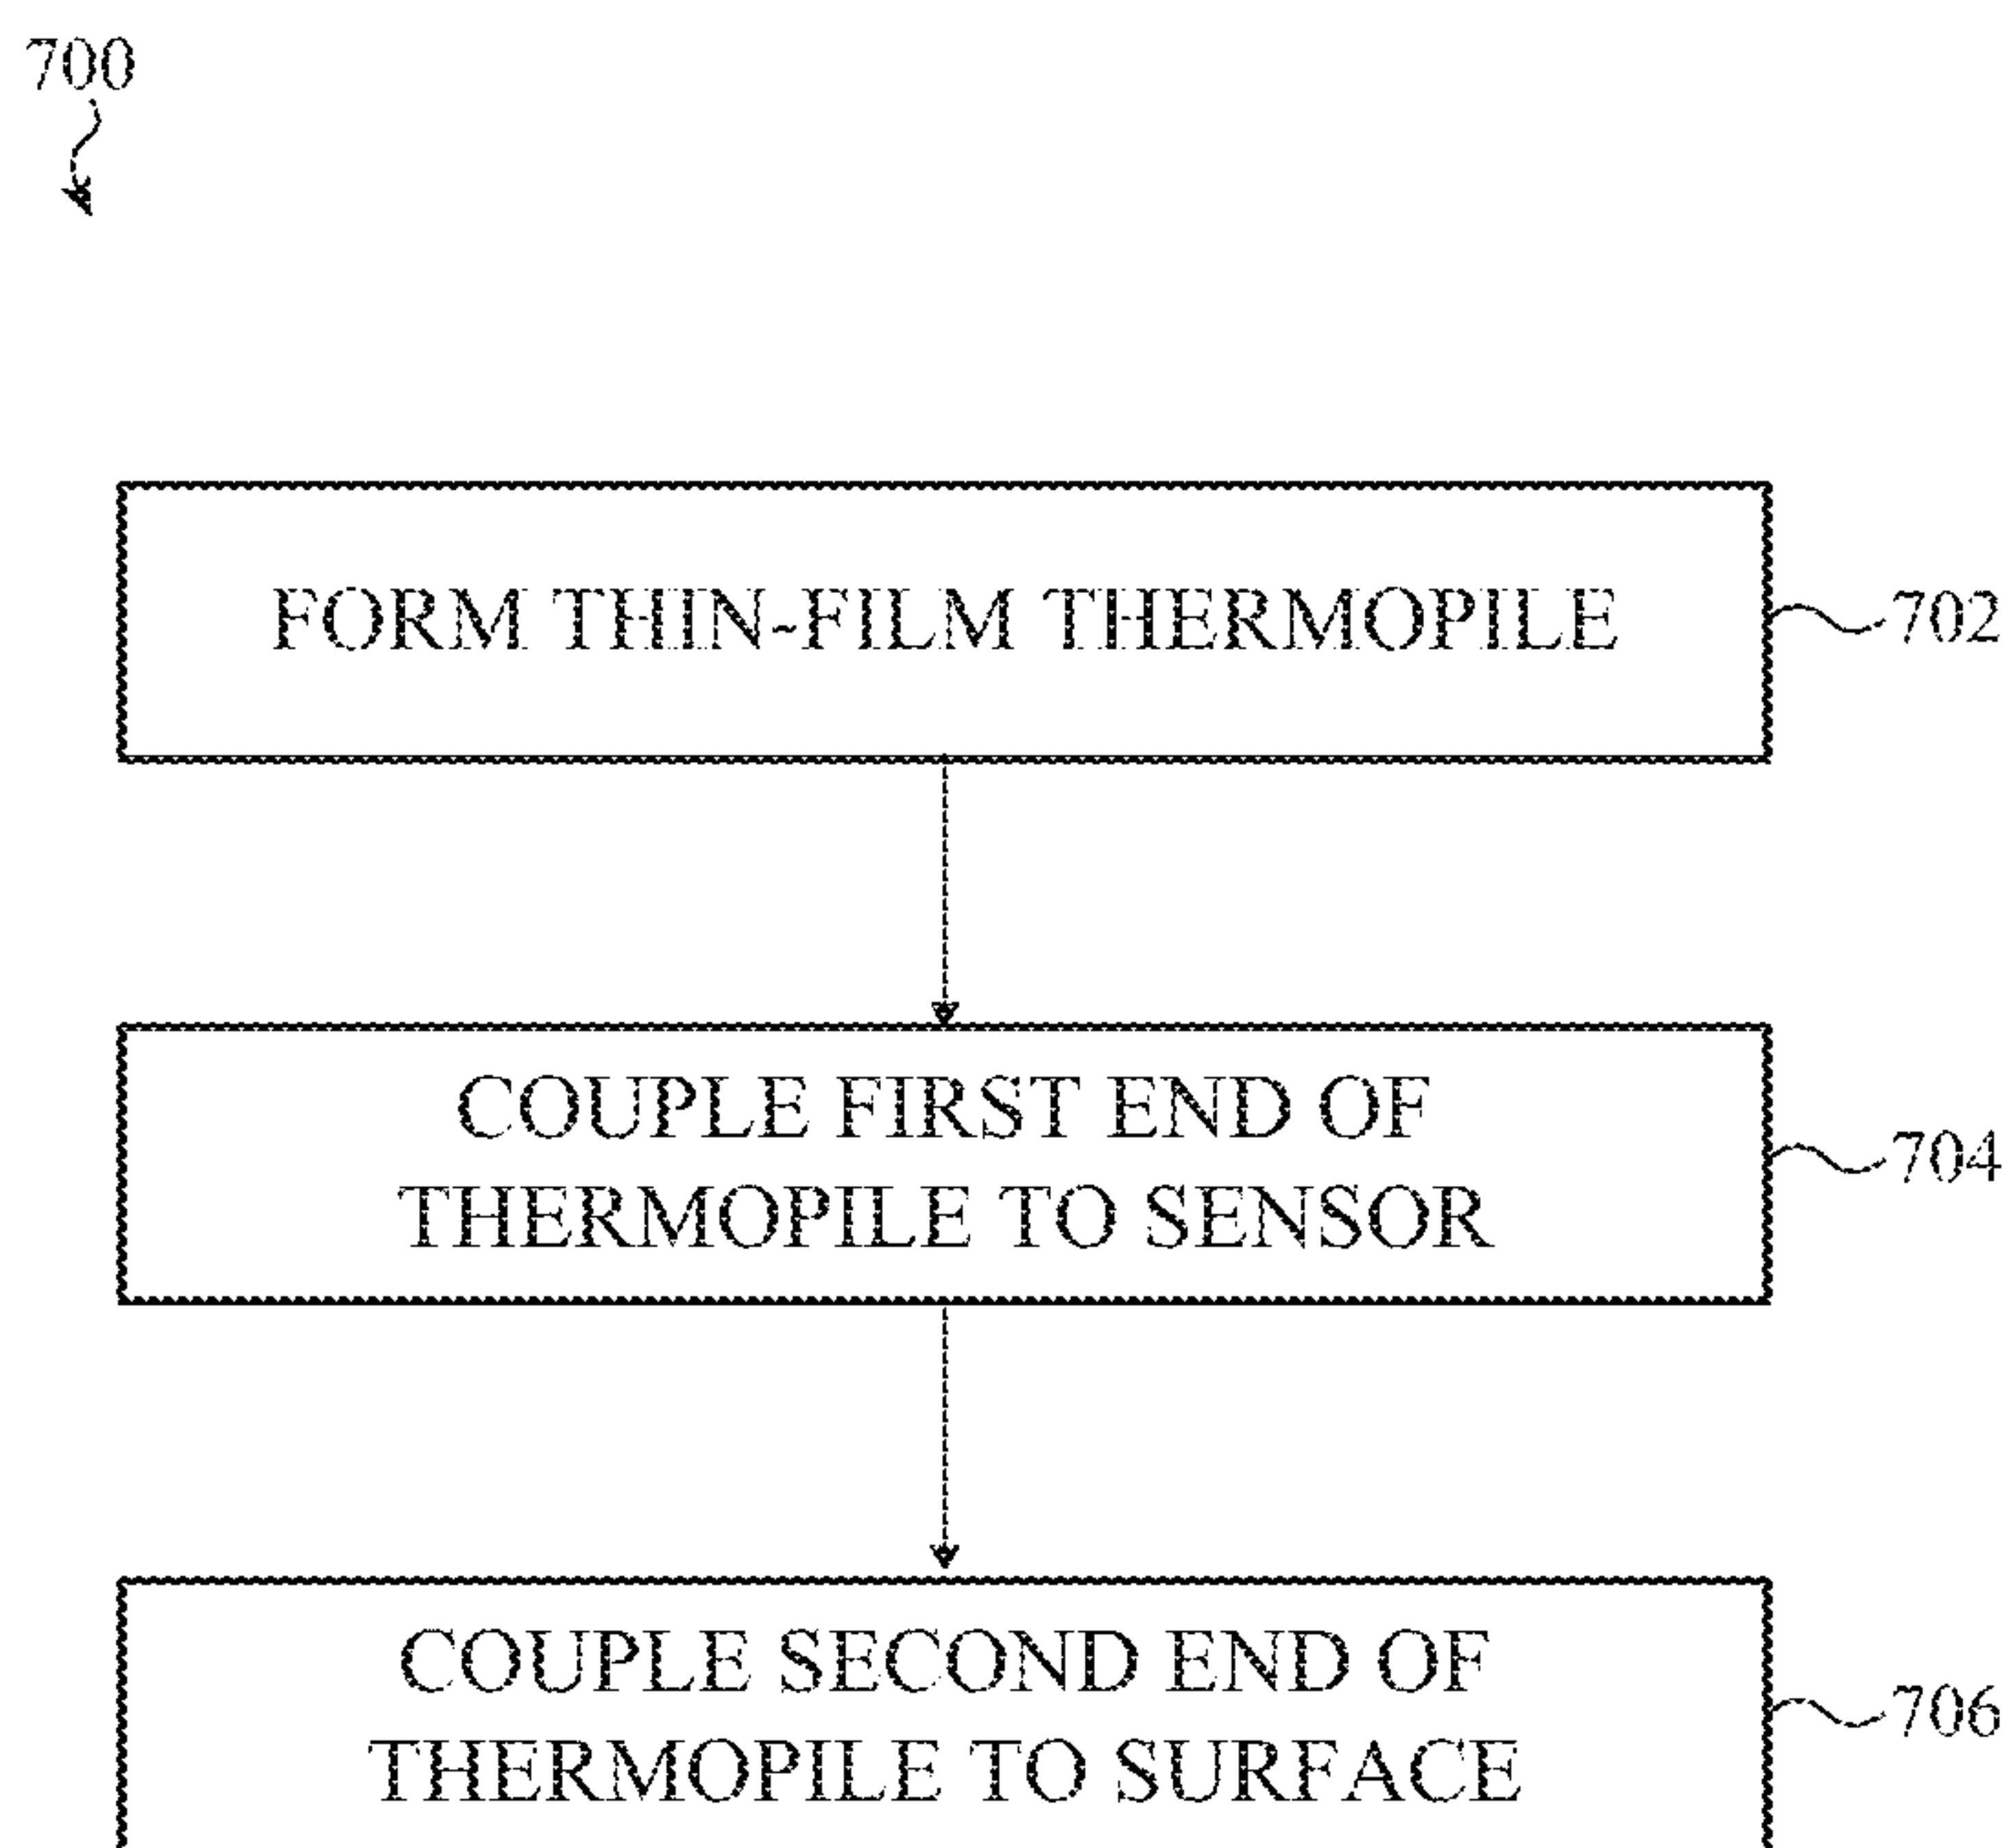 700
FORM THIN-FILM THERMOPILE
702
COUPLE FIRST END OF
THERMOPILE TO SENSOR
704
COUPLE SECOND END OF
THERMOPILE TO SURFACE
706